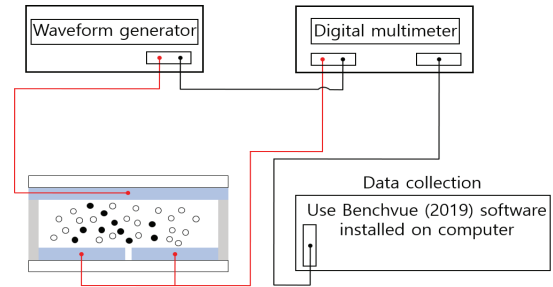 Waveform generator
Digital multimeter
Data collection
Use Benchvue (2019) software
installed on computer